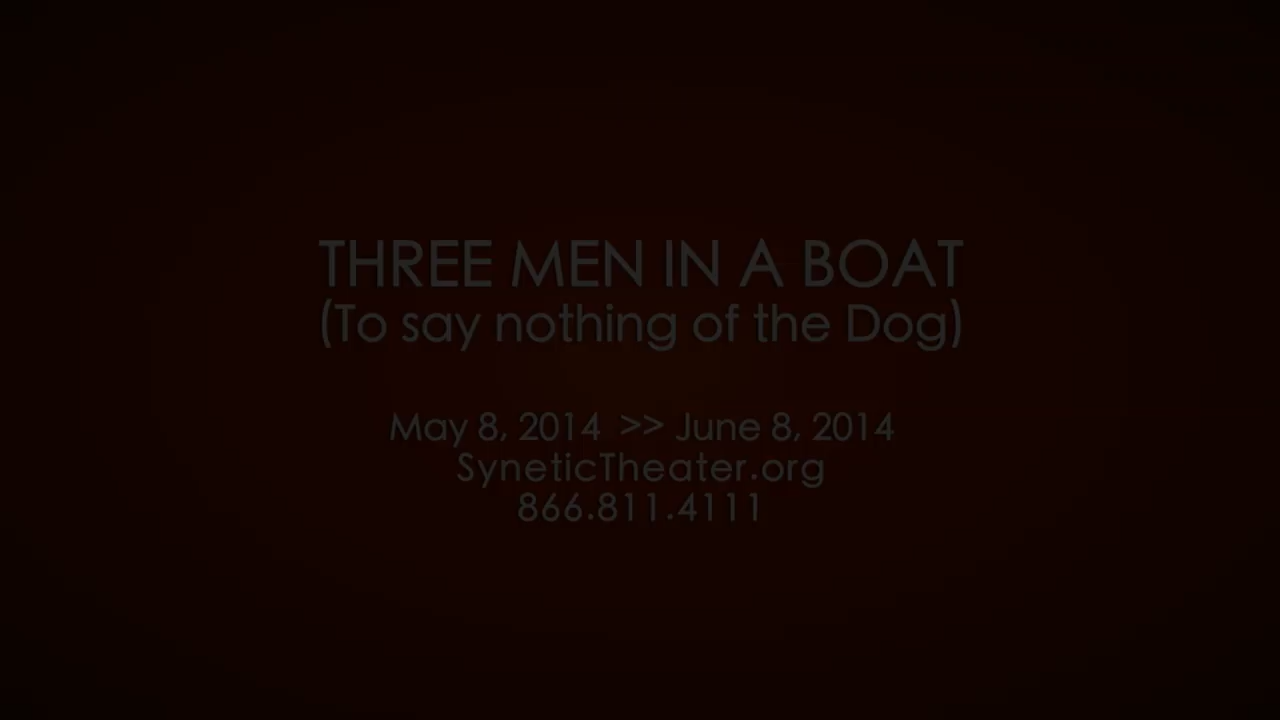 THREE MEN IN A BOAT
(To say nothing of the Dog)
May 8, 2014 >> June 8, 2014
SyneticTheater.org
866.811.4111